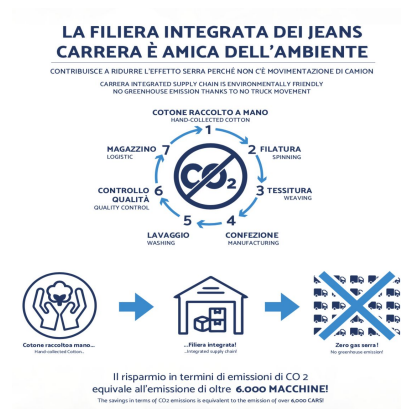 LA FILIERA INTEGRATA DEI JEANS
CARRERA È AMICA DELL'AMBIENTE
CONTRIBUISCE A RIDURRE L'EFFETTO SERRA PERCHÉ NON C'È MOVIMENTAZIONE DI CAMION
CARRERA INTEGRATED SUPPLY CHAIN IS ENVIRONMENTALLY FRIENDLY
NO GREENHOUSE EMISSION THANKS TO NO TRUCK MOVEMENT
COTONE RACCOLTO A MANO
HAND-COLLECTED COTTON
1
2 FILATURA
SPINNING
3 TESSITURA
WEAVING
4
CONFEZIONE
MANUFACTURING
5
LAVAGGIO
WASHING
6
CONTROLLO
QUALITÀ
QUALITY CONTROL
7
MAGAZZINO
LOGISTIC
CO2
Cotone raccoltoa mano...
Hand-collected Cotton...
...Filiera integrata!
...Integrated supply chain!
Zero gas serra!
No greenhouse emission!
Il risparmio in termini di emissioni di CO 2
equivale all'emissione di oltre 6.000 MACCHINE!
The savings in terms of CO2 emissions is equivalent to the emission of over 6,000 CARS!